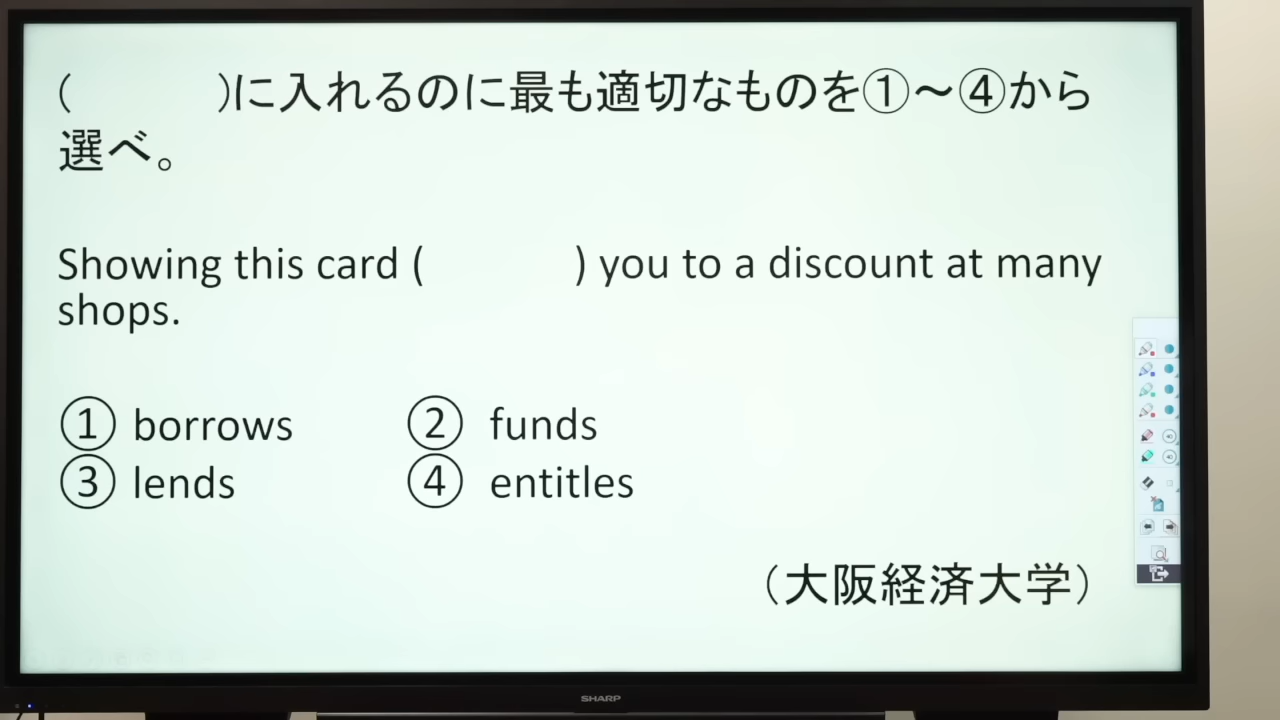 (　　　)に入れるのに最も適切なものを①～④から
選べ。
Showing this card (　　　) you to a discount at many
shops.
① borrows　② funds
③ lends　④ entitles
（大阪経済大学）
SHARP